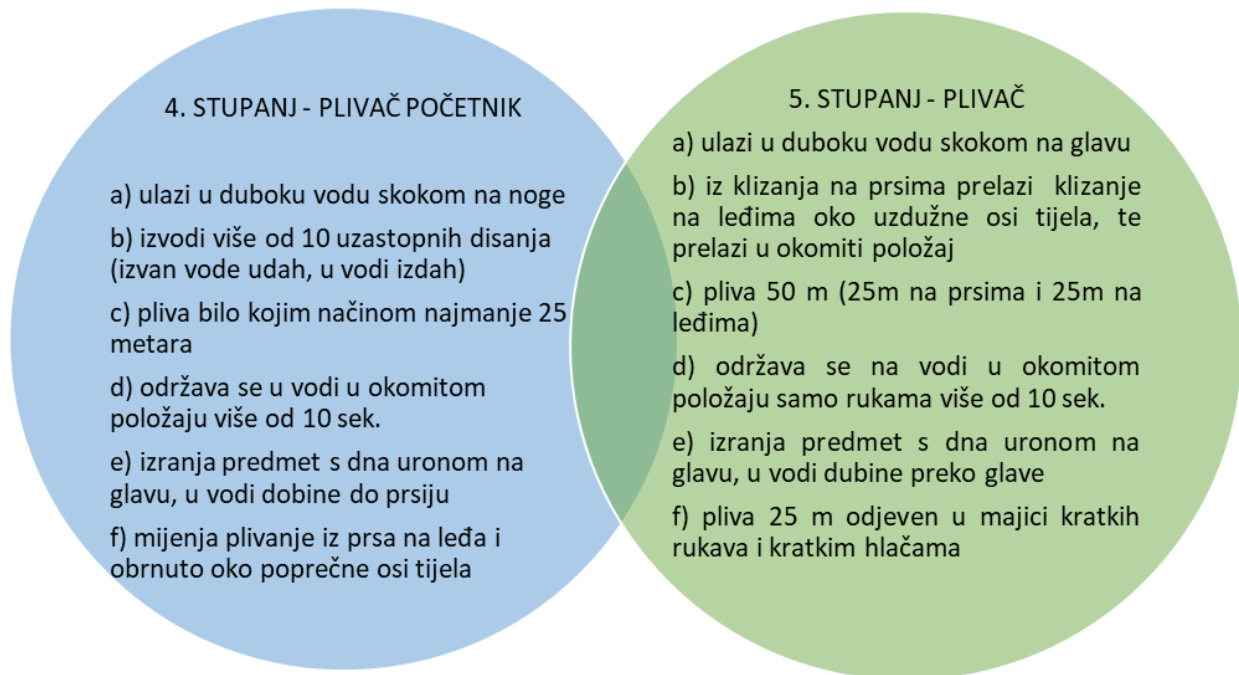 4. STUPANJ - PLIVAČ POČETNIK
a) ulazi u duboku vodu skokom na noge
b) izvodi više od 10 uzastopnih disanja
(izvan vode udah, u vodi izdah)
c) pliva bilo kojim načinom najmanje 25
metara
d) održava se u vodi u okomitom
položaju više od 10 sek.
e) izranja predmet s dna uronom na
glavu, u vodi dobine do prsiju
f) mijenja plivanje iz prsa na leđa i
obrnuto oko poprečne osi tijela
5. STUPANJ - PLIVAČ
a) ulazi u duboku vodu skokom na glavu
b) iz klizanja na prsima prelazi klizanje
na leđima oko uzdužne osi tijela, te
prelazi u okomiti položaj
c) pliva 50 m (25m na prsima i 25m na
leđima)
d) održava se na vodi u okomitom
položaju samo rukama više od 10 sek.
e) izranja predmet s dna uronom na
glavu, u vodi dubine preko glave
f) pliva 25 m odjeven u majici kratkih
rukava i kratkim hlačama